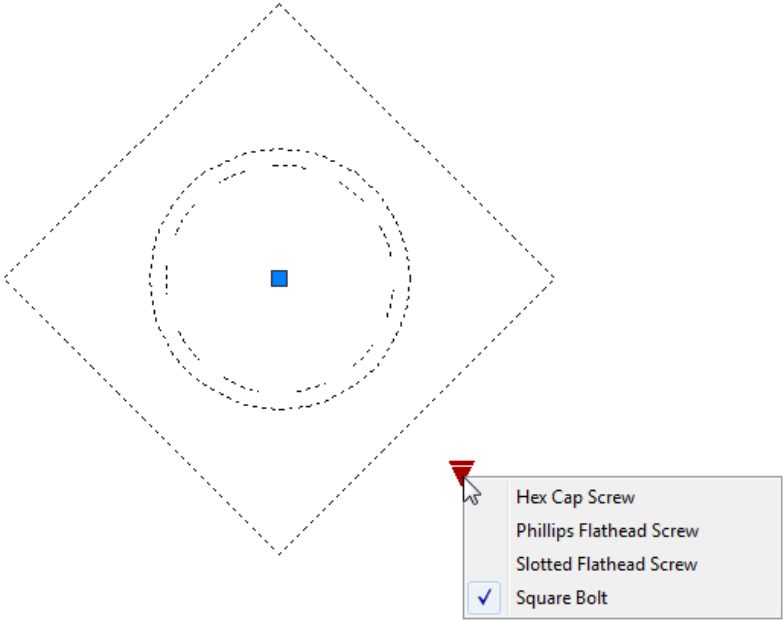 Hex Cap Screw
Phillips Flathead Screw
Slotted Flathead Screw
Square Bolt